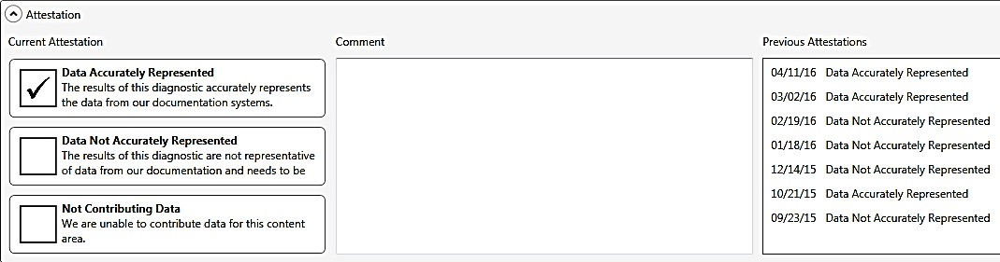 Attestation
Current Attestation
Data Accurately Represented
The results of this diagnostic accurately represents
the data from our documentation systems.
Data Not Accurately Represented
The results of this diagnostic are not representative
of data from our documentation and needs to be
Not Contributing Data
We are unable to contribute data for this content
area.
Comment
Previous Attestations
04/11/16 Data Accurately Represented
03/02/16 Data Accurately Represented
02/19/16 Data Not Accurately Represented
01/18/16 Data Not Accurately Represented
12/14/15 Data Not Accurately Represented
10/21/15 Data Accurately Represented
09/23/15 Data Not Accurately Represented